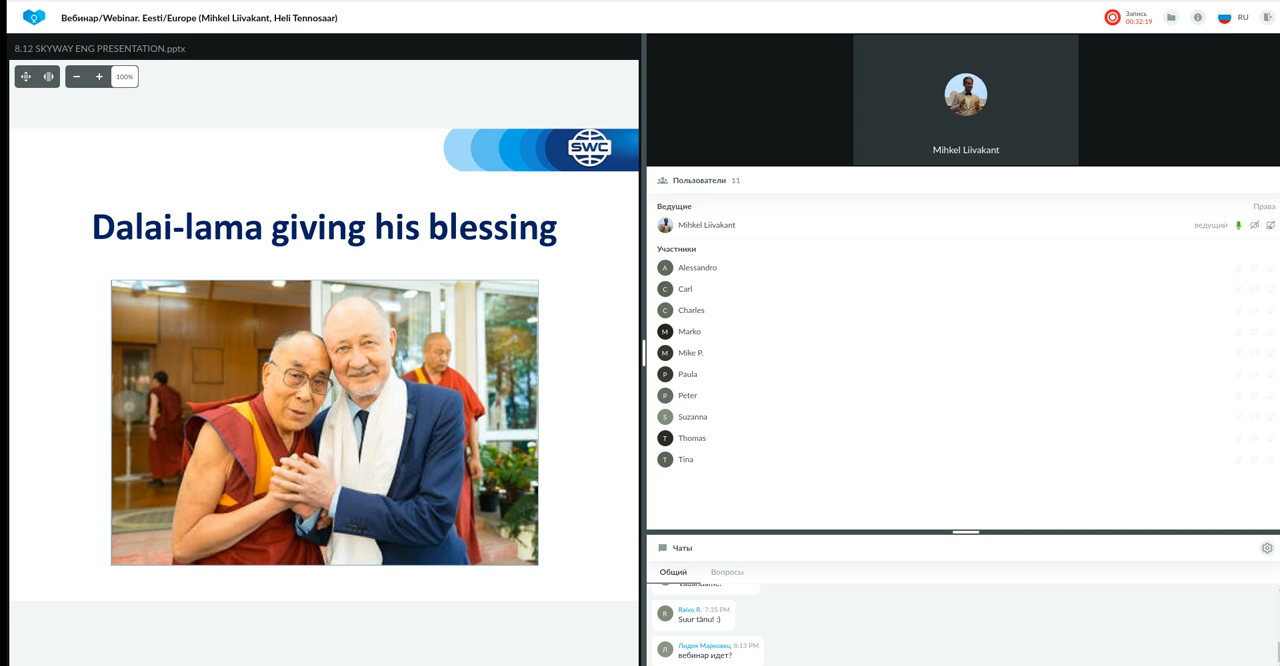 Вебинар/Webinar. Eesti/Europe (Mihkel Liivakant, Heli Tennosaar)
Запись
00:32:19
RU
8.12 SKYWAY ENG PRESENTATION.pptx
100%
SWC
Dalai-lama giving his blessing
Mihkel Liivakant
Пользователи 11
Ведущие Права
Mihkel Liivakant ведущий
Участники
A Alessandro
C Carl
C Charles
M Marko
M Mike P.
P Paula
P Peter
S Suzanna
T Thomas
T Tina
Чаты
Общий Вопросы
R Raivo R. 7:35 PM
Suur tänu! :)
Л Лидия Марковец 8:13 PM
вебинар идет?